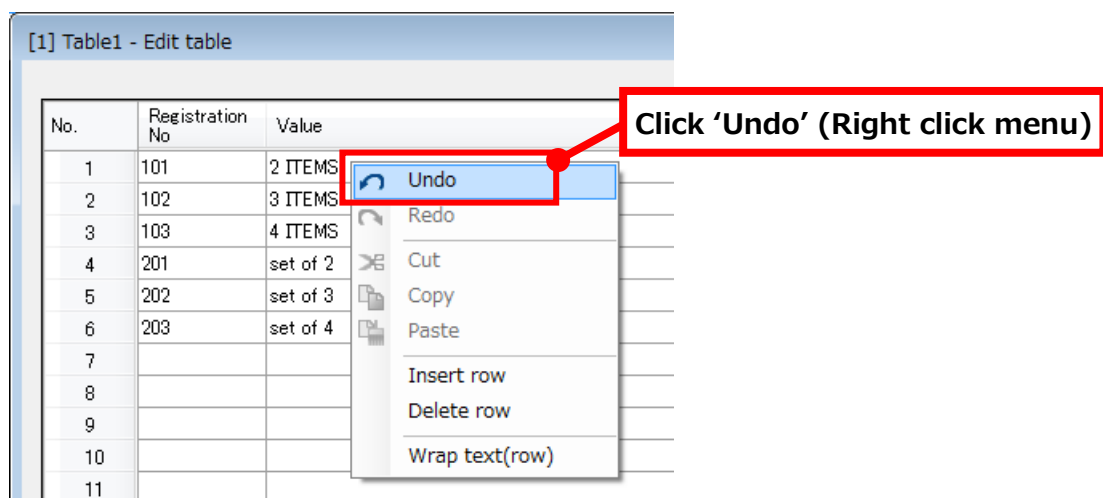 [1] Table1 - Edit table
Click ‘Undo’ (Right click menu)
No. Registration No Value
1 101 2 ITEMS
2 102 3 ITEMS
3 103 4 ITEMS
4 201 set of 2
5 202 set of 3
6 203 set of 4
7
8
9
10
11
Undo
Redo
Cut
Copy
Paste
Insert row
Delete row
Wrap text(row)